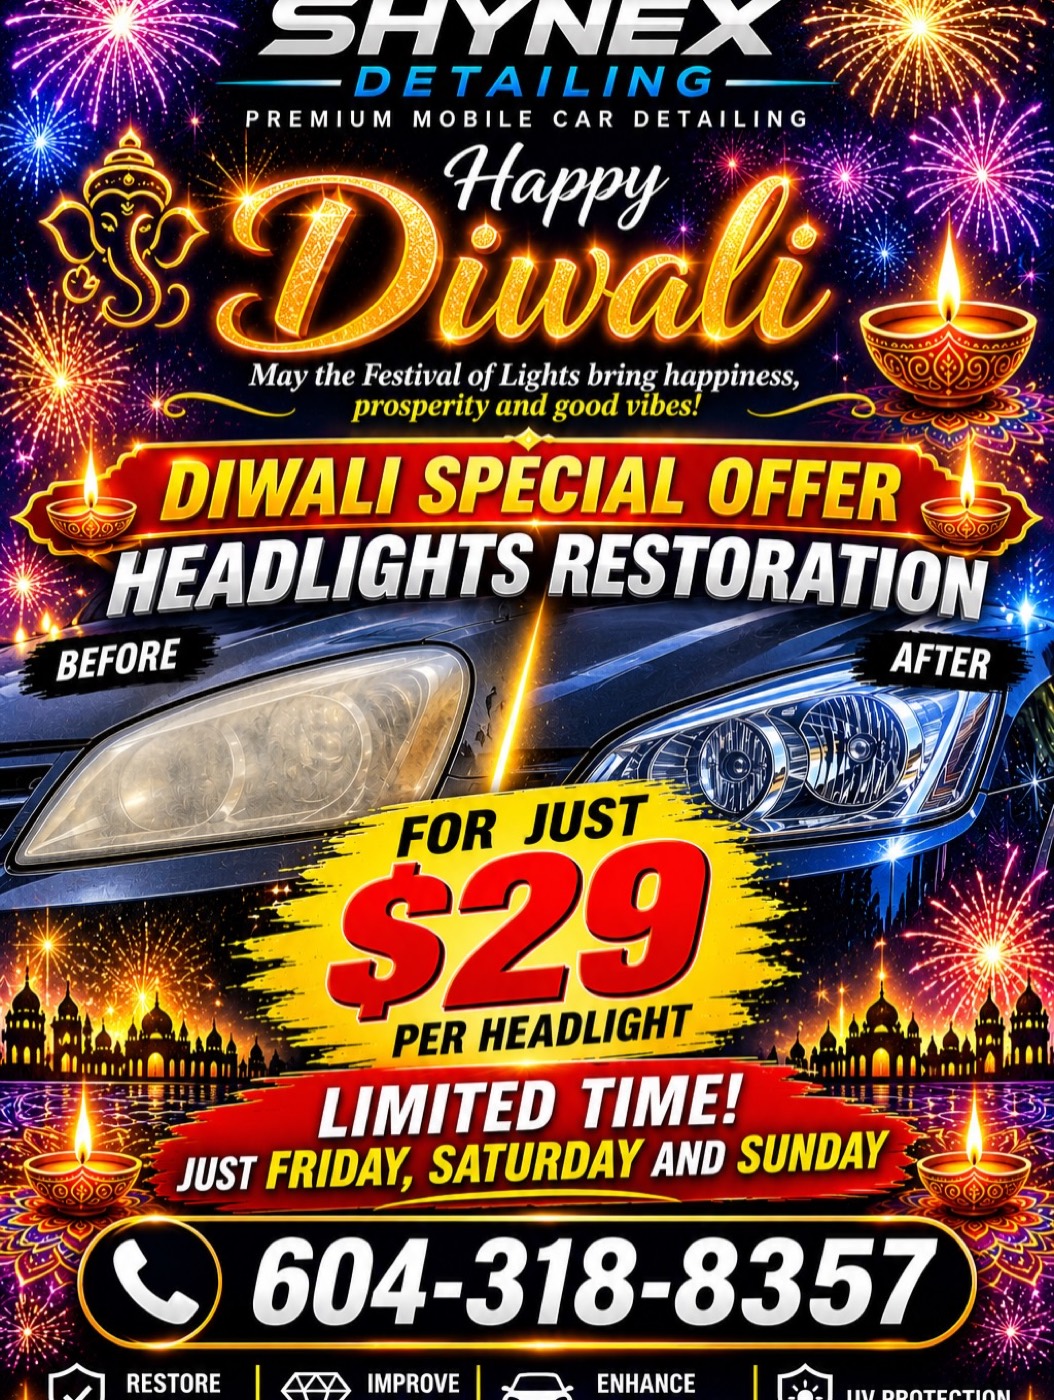 SHYNEX
DETAILING
PREMIUM MOBILE CAR DETAILING
Happy
Diwali
May the Festival of Lights bring happiness,
prosperity and good vibes!
DIWALI SPECIAL OFFER
HEADLIGHTS RESTORATION
BEFORE
AFTER
FOR JUST
$29
PER HEADLIGHT
LIMITED TIME!
JUST FRIDAY, SATURDAY AND SUNDAY
604-318-8357
RESTORE
IMPROVE
ENHANCE
UV PROTECTION